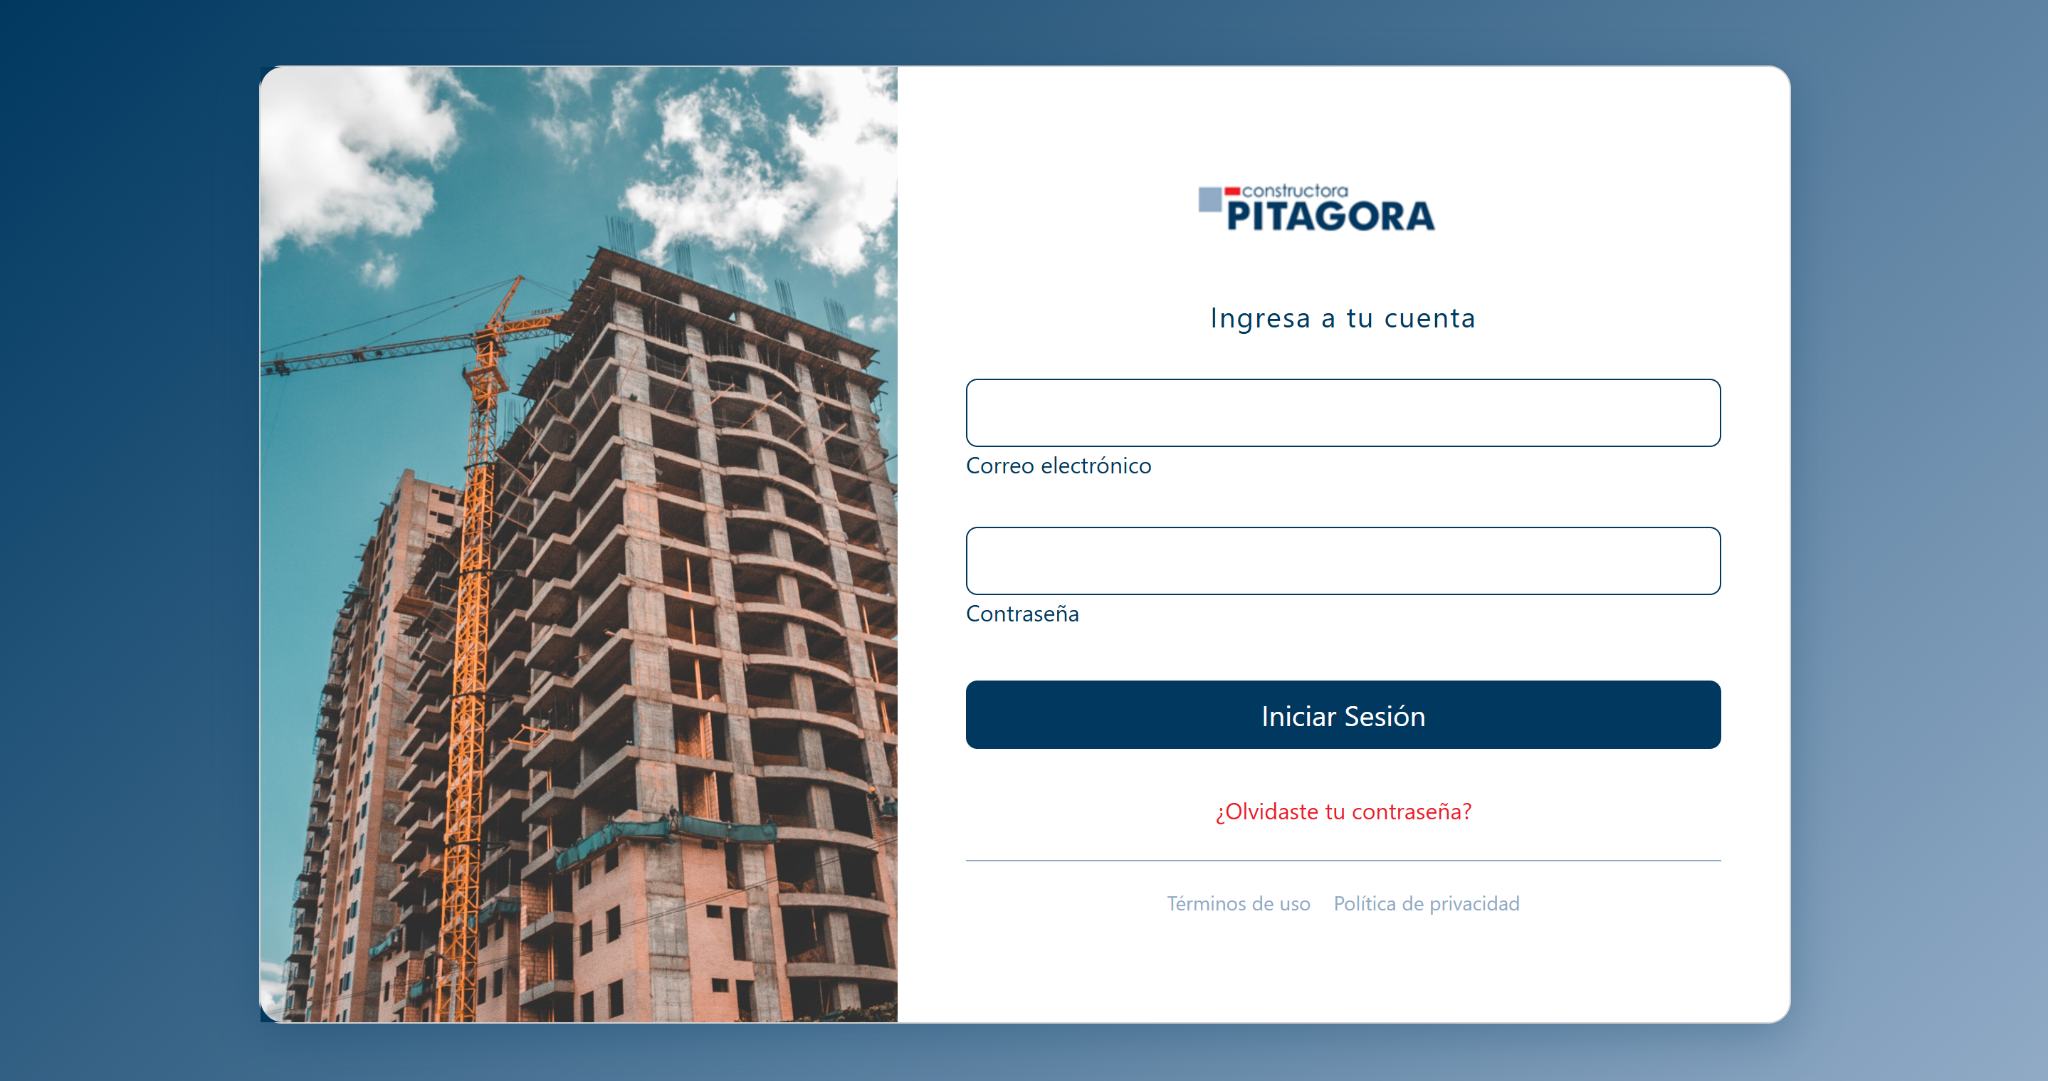 constructora
PITAGORA
Ingresa a tu cuenta
Correo electrónico
Contraseña
Iniciar Sesión
¿Olvidaste tu contraseña?
Términos de uso Política de privacidad